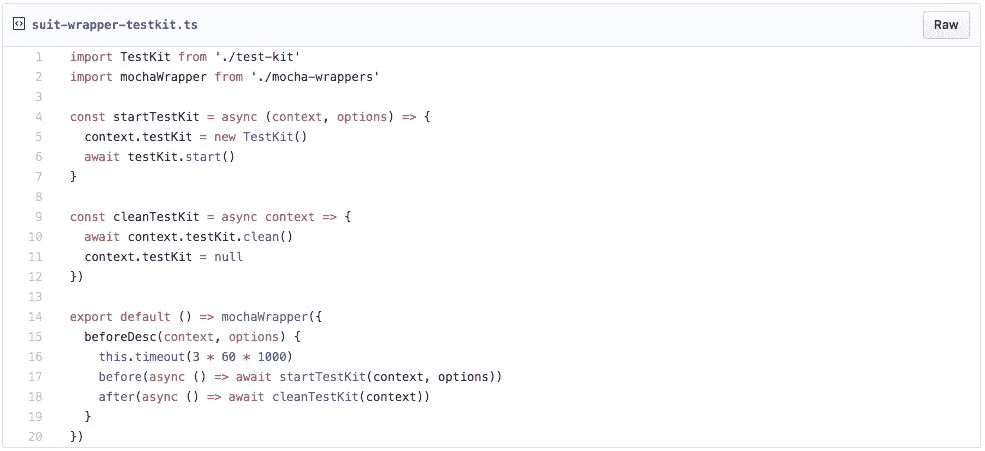 suit-wrapper-testkit.ts
Raw
1 import TestKit from './test-kit'
2 import mochaWrapper from './mocha-wrappers'
3
4 const startTestKit = async (context, options) => {
5   context.testKit = new TestKit()
6   await testKit.start()
7 }
8
9 const cleanTestKit = async context => {
10   await context.testKit.clean()
11   context.testKit = null
12 })
13
14 export default () => mochaWrapper({
15   beforeDesc(context, options) {
16     this.timeout(3 * 60 * 1000)
17     before(async () => await startTestKit(context, options))
18     after(async () => await cleanTestKit(context))
19   }
20 })